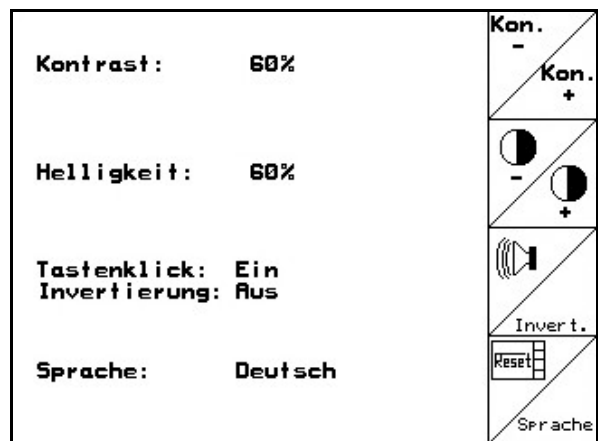 Kon.
-
Kon.
+
Kontrast: 60%
-
+
Helligkeit: 60%
Tastenklick: Ein
Invertierung: Aus
Invert.
Reset
Sprache: Deutsch
Sprache